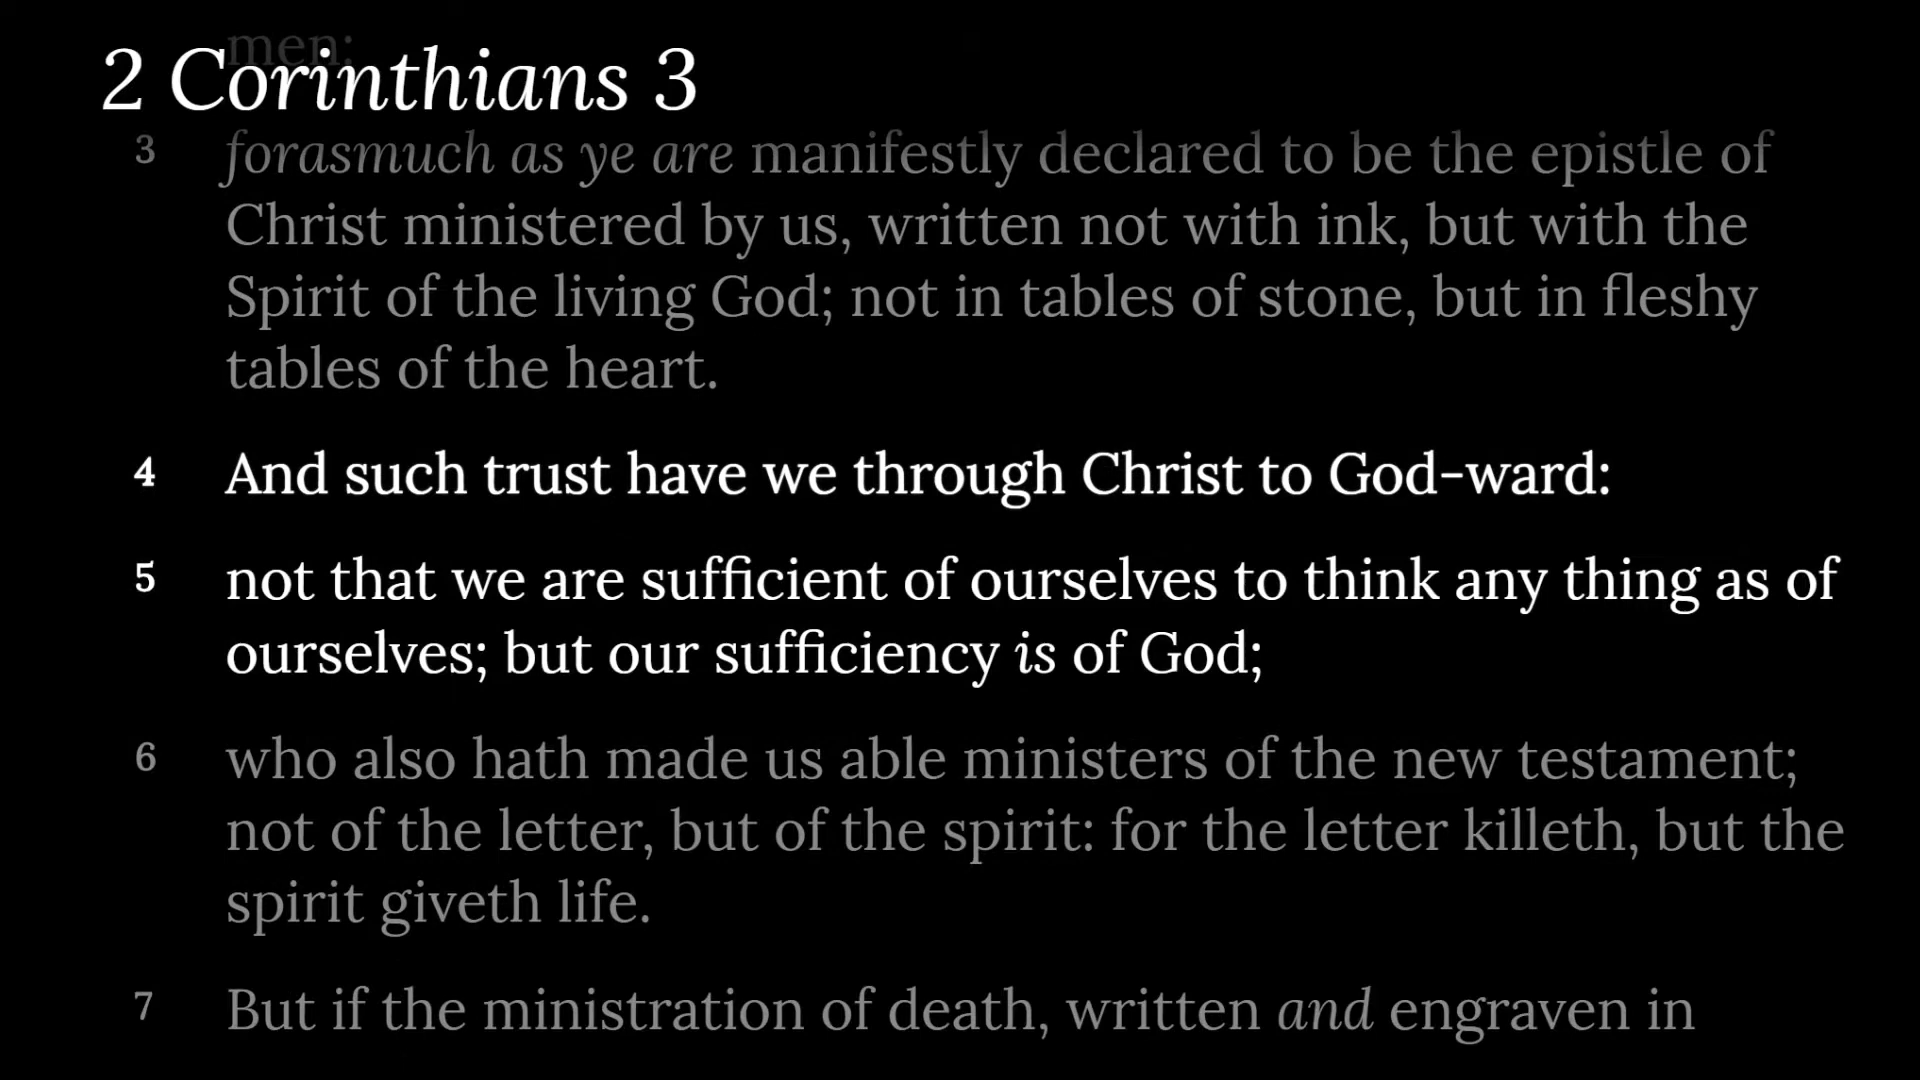 men:
2 Corinthians 3
3 forasmuch as ye are manifestly declared to be the epistle of
Christ ministered by us, written not with ink, but with the
Spirit of the living God; not in tables of stone, but in fleshy
tables of the heart.
4 And such trust have we through Christ to God-ward:
5 not that we are sufficient of ourselves to think any thing as of
ourselves; but our sufficiency is of God;
6 who also hath made us able ministers of the new testament;
not of the letter, but of the spirit: for the letter killeth, but the
spirit giveth life.
7 But if the ministration of death, written and engraven in